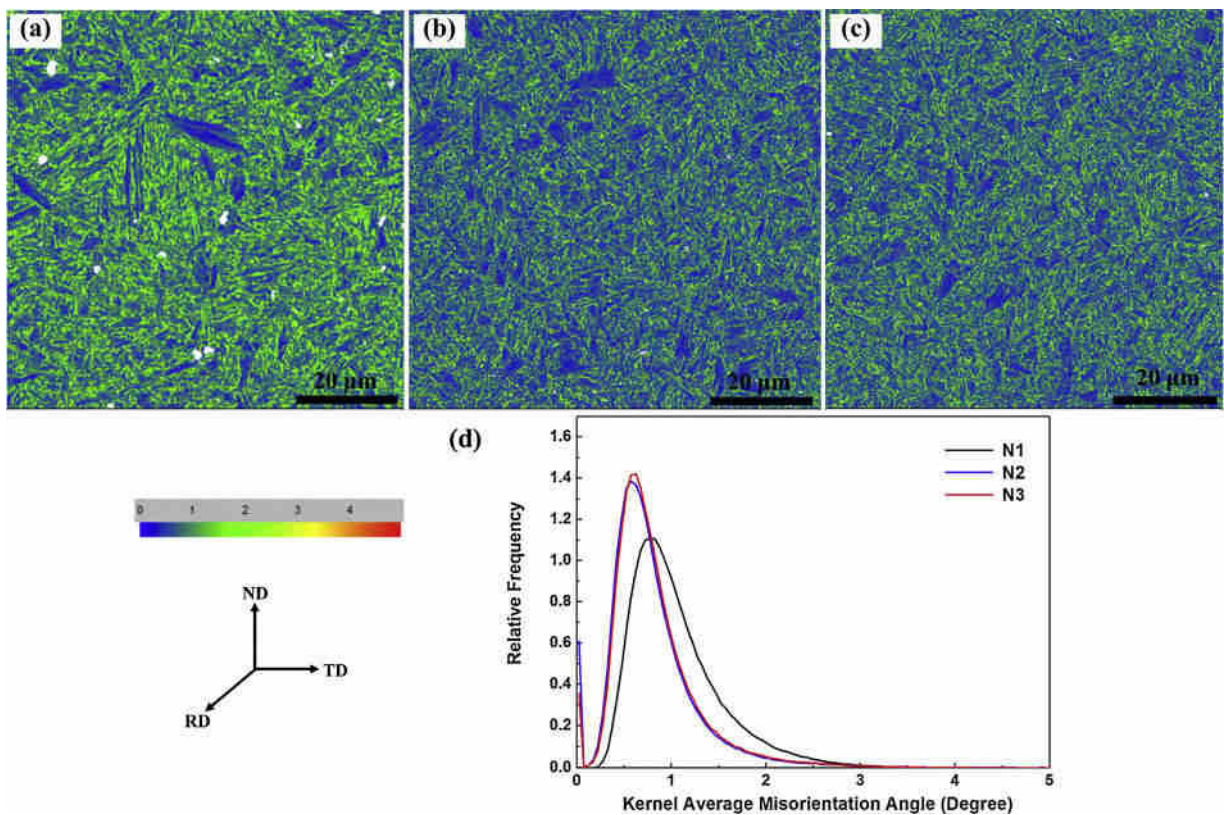 (a)
(b)
(c)
20 μm
20 μm
20 μm
(d)
0 1 2 3 4
ND
TD
RD
Relative Frequency
1.6
1.4
1.2
1.0
0.8
0.6
0.4
0.2
0.0
N1
N2
N3
0 1 2 3 4 5
Kernel Average Misorientation Angle (Degree)